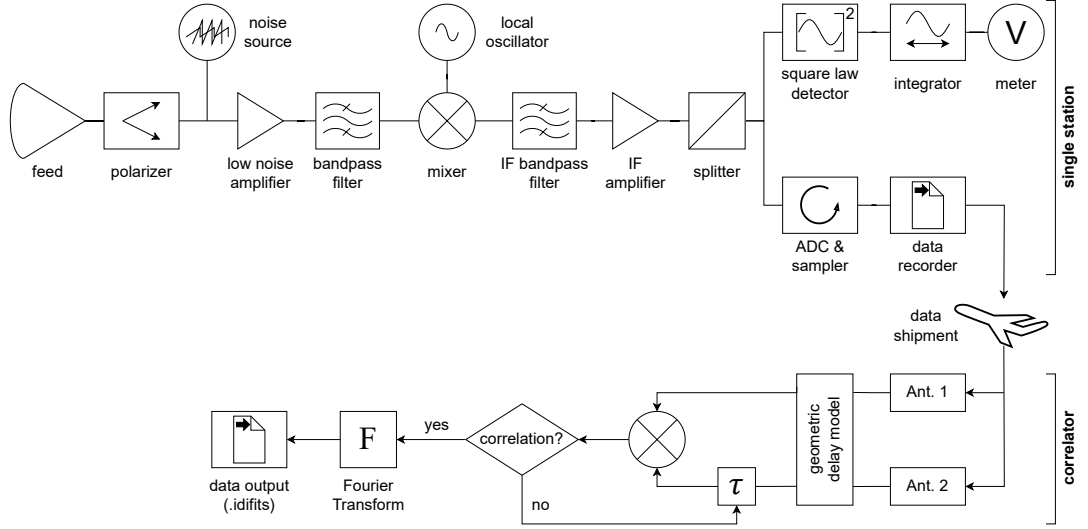 noise
source
local
oscillator
2
V
square law
detector
integrator
meter
feed
polarizer
low noise
amplifier
bandpass
filter
mixer
IF bandpass
filter
IF
amplifier
splitter
single station
ADC &
sampler
data
recorder
data
shipment
Ant. 1
geometric
delay model
correlator
yes
correlation?
F
data output
(.idifits)
Fourier
Transform
no
τ
Ant. 2